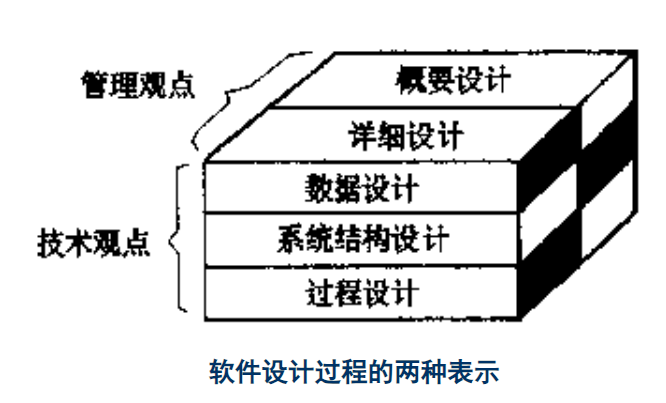 管理观点
概要设计
详细设计
数据设计
技术观点
系统结构设计
过程设计
软件设计过程的两种表示